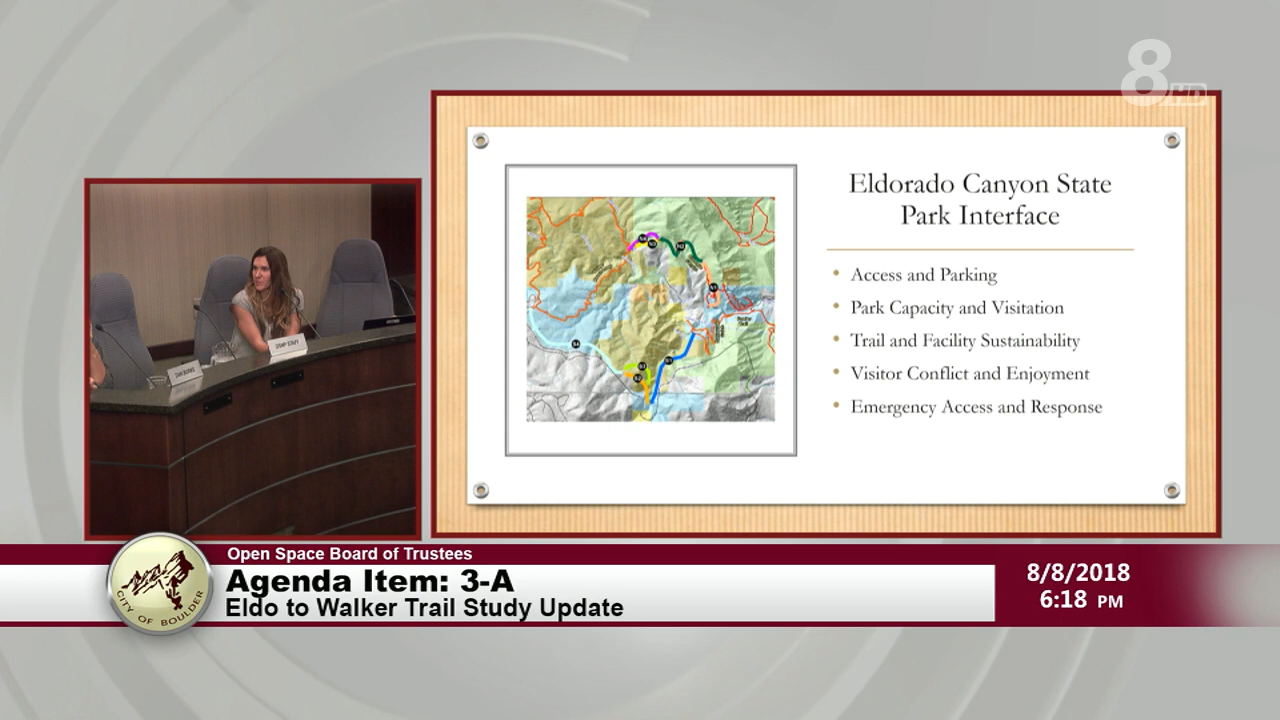 8HD
Eldorado Canyon State
Park Interface
• Access and Parking
• Park Capacity and Visitation
• Trail and Facility Sustainability
• Visitor Conflict and Enjoyment
• Emergency Access and Response
Open Space Board of Trustees
Agenda Item: 3-A
Eldo to Walker Trail Study Update
CITY OF BOULDER
8/8/2018
6:18 PM